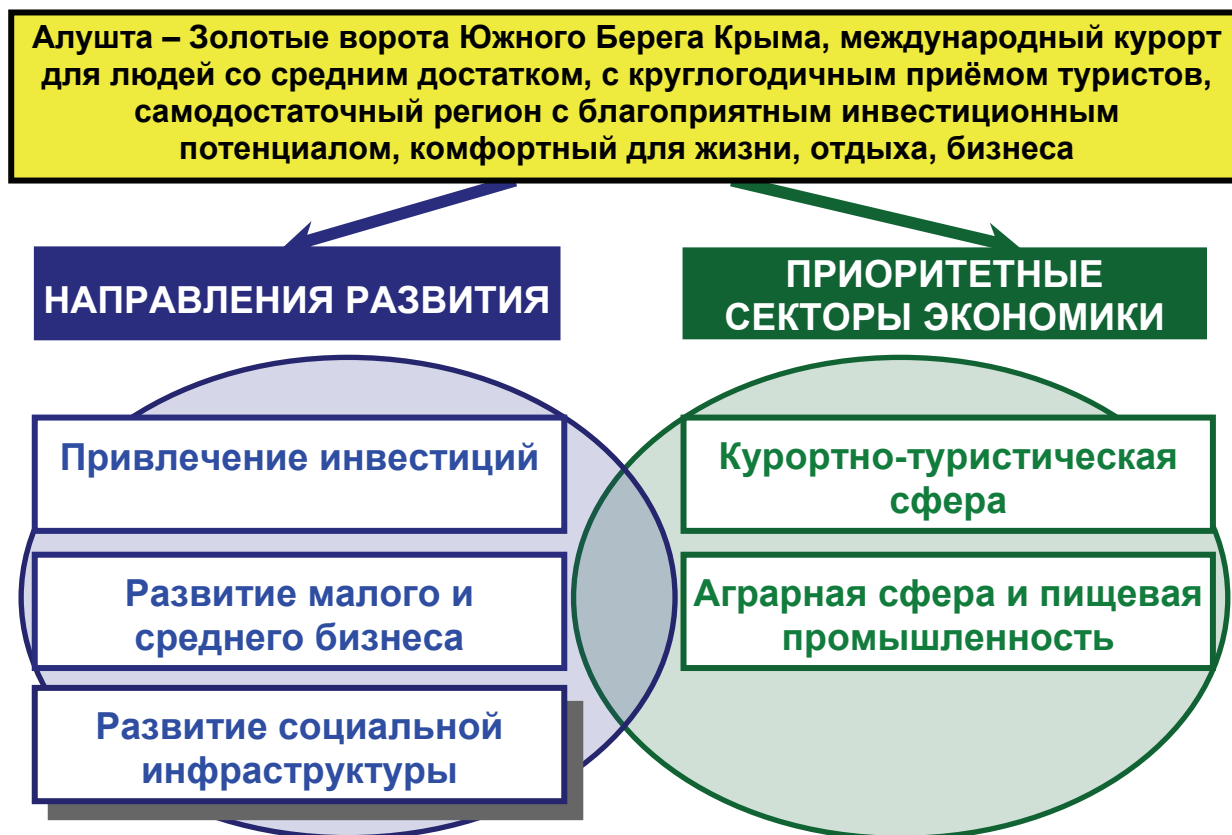 Алушта – Золотые ворота Южного Берега Крыма, международный курорт
для людей со средним достатком, с круглогодичным приёмом туристов,
самодостаточный регион с благоприятным инвестиционным
потенциалом, комфортный для жизни, отдыха, бизнеса
НАПРАВЛЕНИЯ РАЗВИТИЯ
Привлечение инвестиций
Развитие малого и
среднего бизнеса
Развитие социальной
инфраструктуры
ПРИОРИТЕТНЫЕ
СЕКТОРЫ ЭКОНОМИКИ
Курортно-туристическая
сфера
Аграрная сфера и пищевая
промышленность